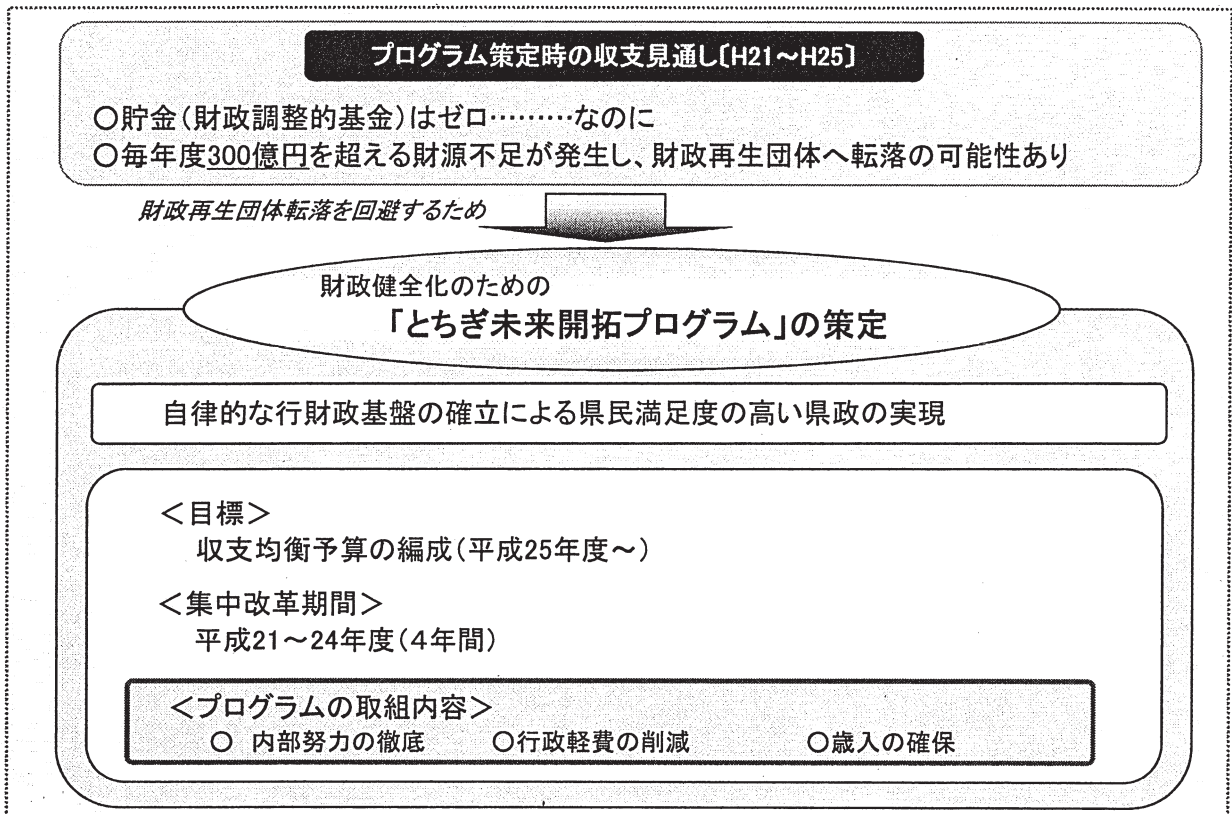 プログラム策定時の収支見通し〔H21～H25〕
○貯金(財政調整的基金)はゼロ………なのに
○毎年度300億円を超える財源不足が発生し、財政再生団体へ転落の可能性あり
財政再生団体転落を回避するため
財政健全化のための
「とちぎ未来開拓プログラム」の策定
自律的な行財政基盤の確立による県民満足度の高い県政の実現
＜目標＞
収支均衡予算の編成(平成25年度～)
＜集中改革期間＞
平成21～24年度(4年間)
＜プログラムの取組内容＞
○ 内部努力の徹底 ○行政軽費の削減 ○歳入の確保